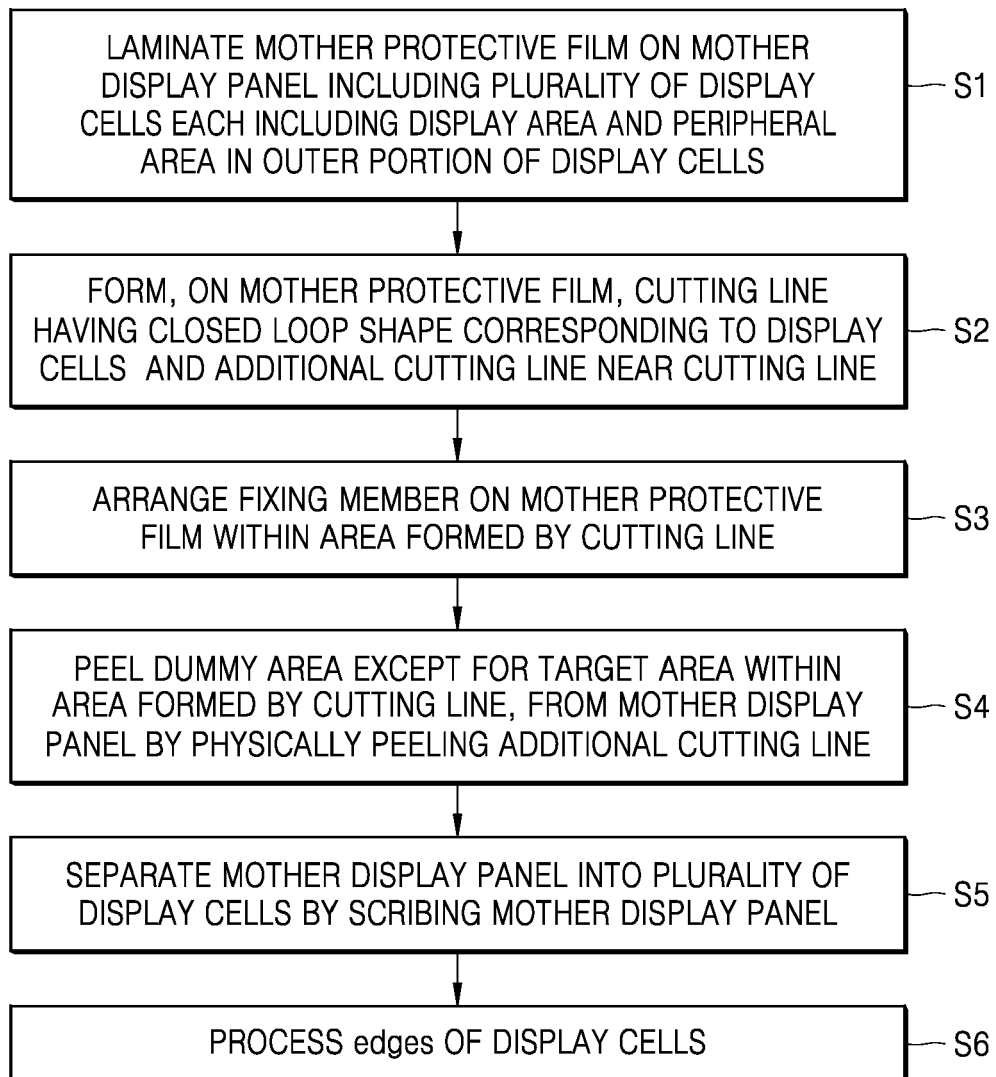 LAMINATE MOTHER PROTECTIVE FILM ON MOTHER
DISPLAY PANEL INCLUDING PLURALITY OF DISPLAY
CELLS EACH INCLUDING DISPLAY AREA AND PERIPHERAL
AREA IN OUTER PORTION OF DISPLAY CELLS
S1
FORM, ON MOTHER PROTECTIVE FILM, CUTTING LINE
HAVING CLOSED LOOP SHAPE CORRESPONDING TO DISPLAY
CELLS AND ADDITIONAL CUTTING LINE NEAR CUTTING LINE
S2
ARRANGE FIXING MEMBER ON MOTHER PROTECTIVE
FILM WITHIN AREA FORMED BY CUTTING LINE
S3
PEEL DUMMY AREA EXCEPT FOR TARGET AREA WITHIN
AREA FORMED BY CUTTING LINE, FROM MOTHER DISPLAY
PANEL BY PHYSICALLY PEELING ADDITIONAL CUTTING LINE
S4
SEPARATE MOTHER DISPLAY PANEL INTO PLURALITY OF
DISPLAY CELLS BY SCRIBING MOTHER DISPLAY PANEL
S5
PROCESS edges OF DISPLAY CELLS
S6